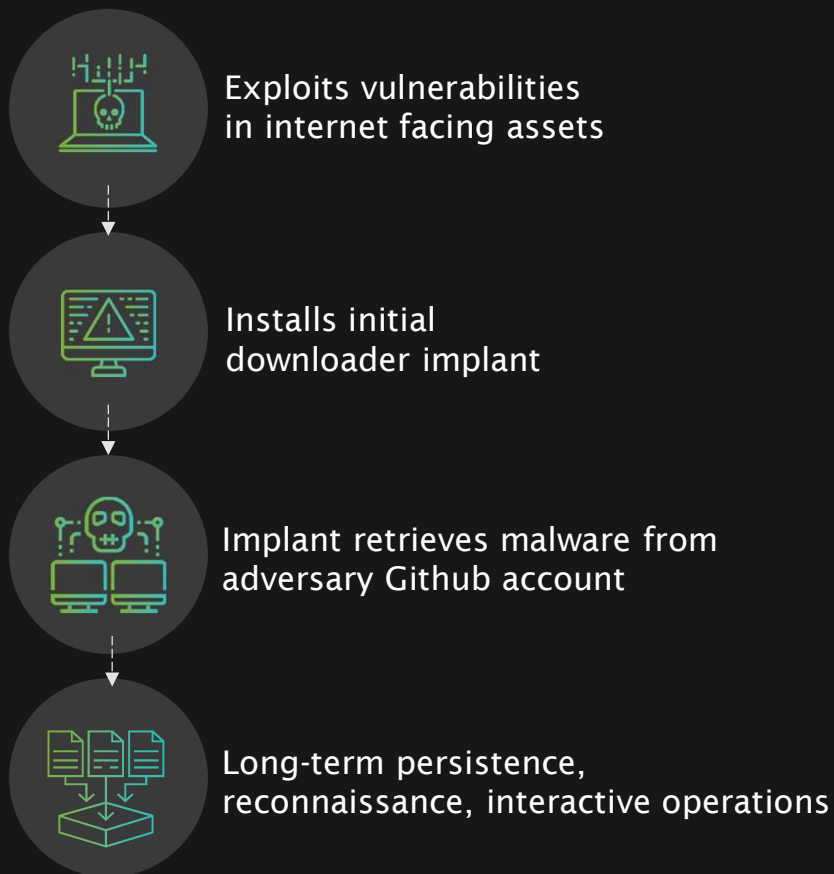 Exploits vulnerabilities
in internet facing assets
Installs initial
downloader implant
Implant retrieves malware from
adversary Github account
Long-term persistence,
reconnaissance, interactive operations